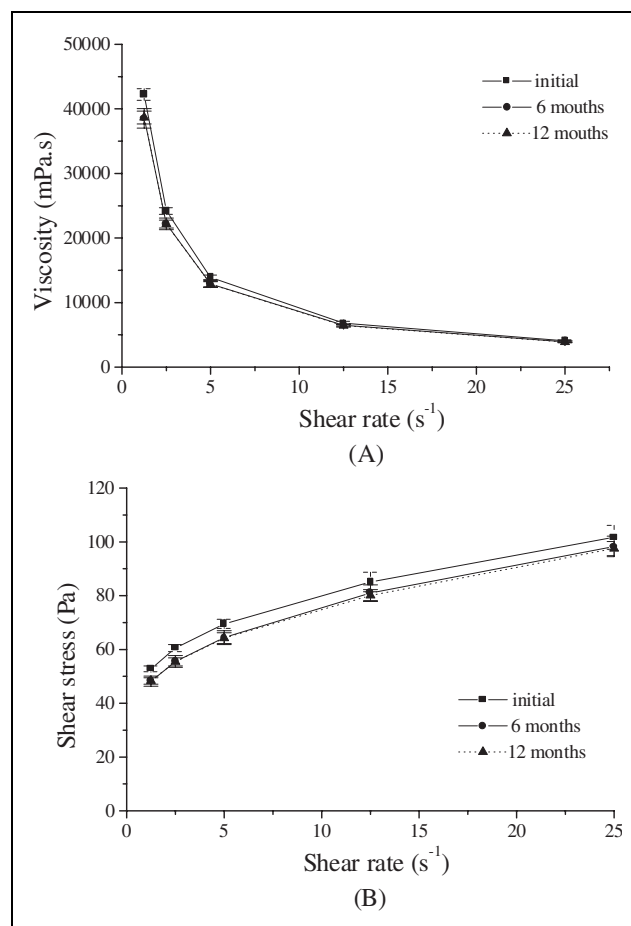 50000
40000
30000
20000
10000
0
Viscosity (mPa.s)
initial
6 mouths
12 mouths
0 5 10 15 20 25
Shear rate (s⁻¹)
(A)
120
100
80
60
40
20
0
Shear stress (Pa)
initial
6 months
12 months
0 5 10 15 20 25
Shear rate (s⁻¹)
(B)